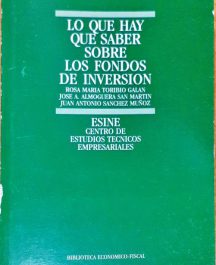 LO QUE HAY
QUE SABER
SOBRE
LOS FONDOS
DE INVERSION
ROSA MARIA TORIBIO GALAN
JOSE A. ALMOGUERA SAN MARTIN
JUAN ANTONIO SANCHEZ MUÑOZ
ESINE
CENTRO DE
ESTUDIOS TECNICOS
EMPRESARIALES
BIBLIOTECA ECONOMICO-FISCAL